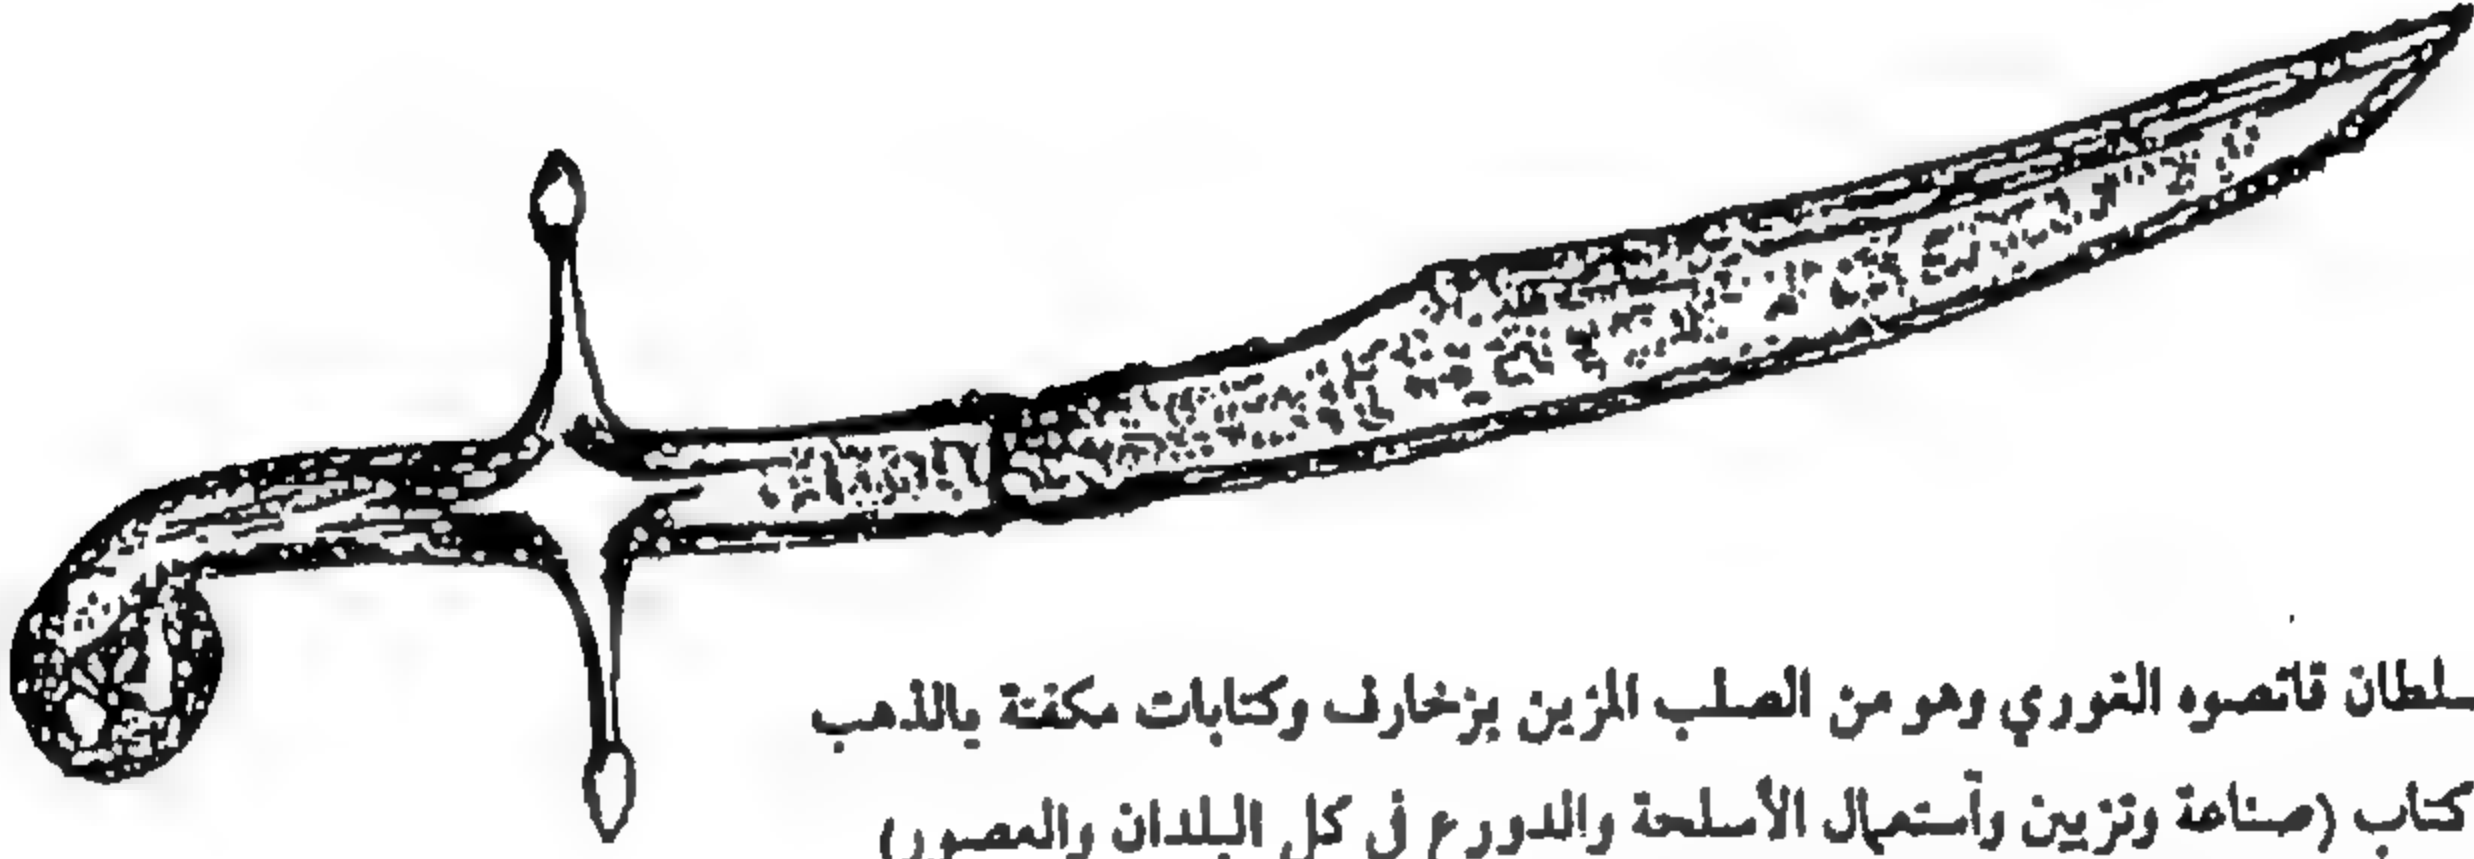 سلطان قانصوه الغوري وهو من الصلب المزين بزخارف وكتابات مكفتة بالذهب
كتاب (صناعة وتزيين وآستعمال الأسلحة والدورع في كل البلدان والعصور)